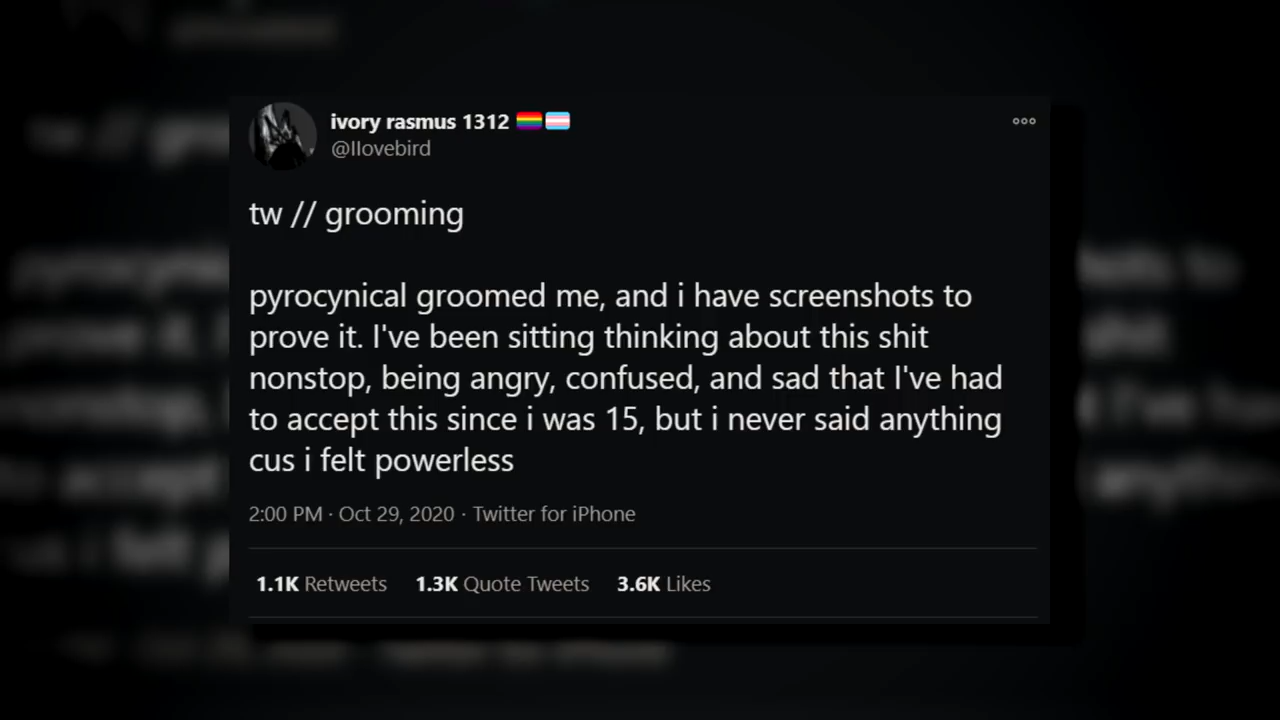 ivory rasmus 1312 🏳️‍🌈🏳️‍⚧️
@IIovebird
tw // grooming
pyrocynical groomed me, and i have screenshots to
prove it. I've been sitting thinking about this shit
nonstop, being angry, confused, and sad that I've had
to accept this since i was 15, but i never said anything
cus i felt powerless
2:00 PM · Oct 29, 2020 · Twitter for iPhone
1.1K Retweets 1.3K Quote Tweets 3.6K Likes